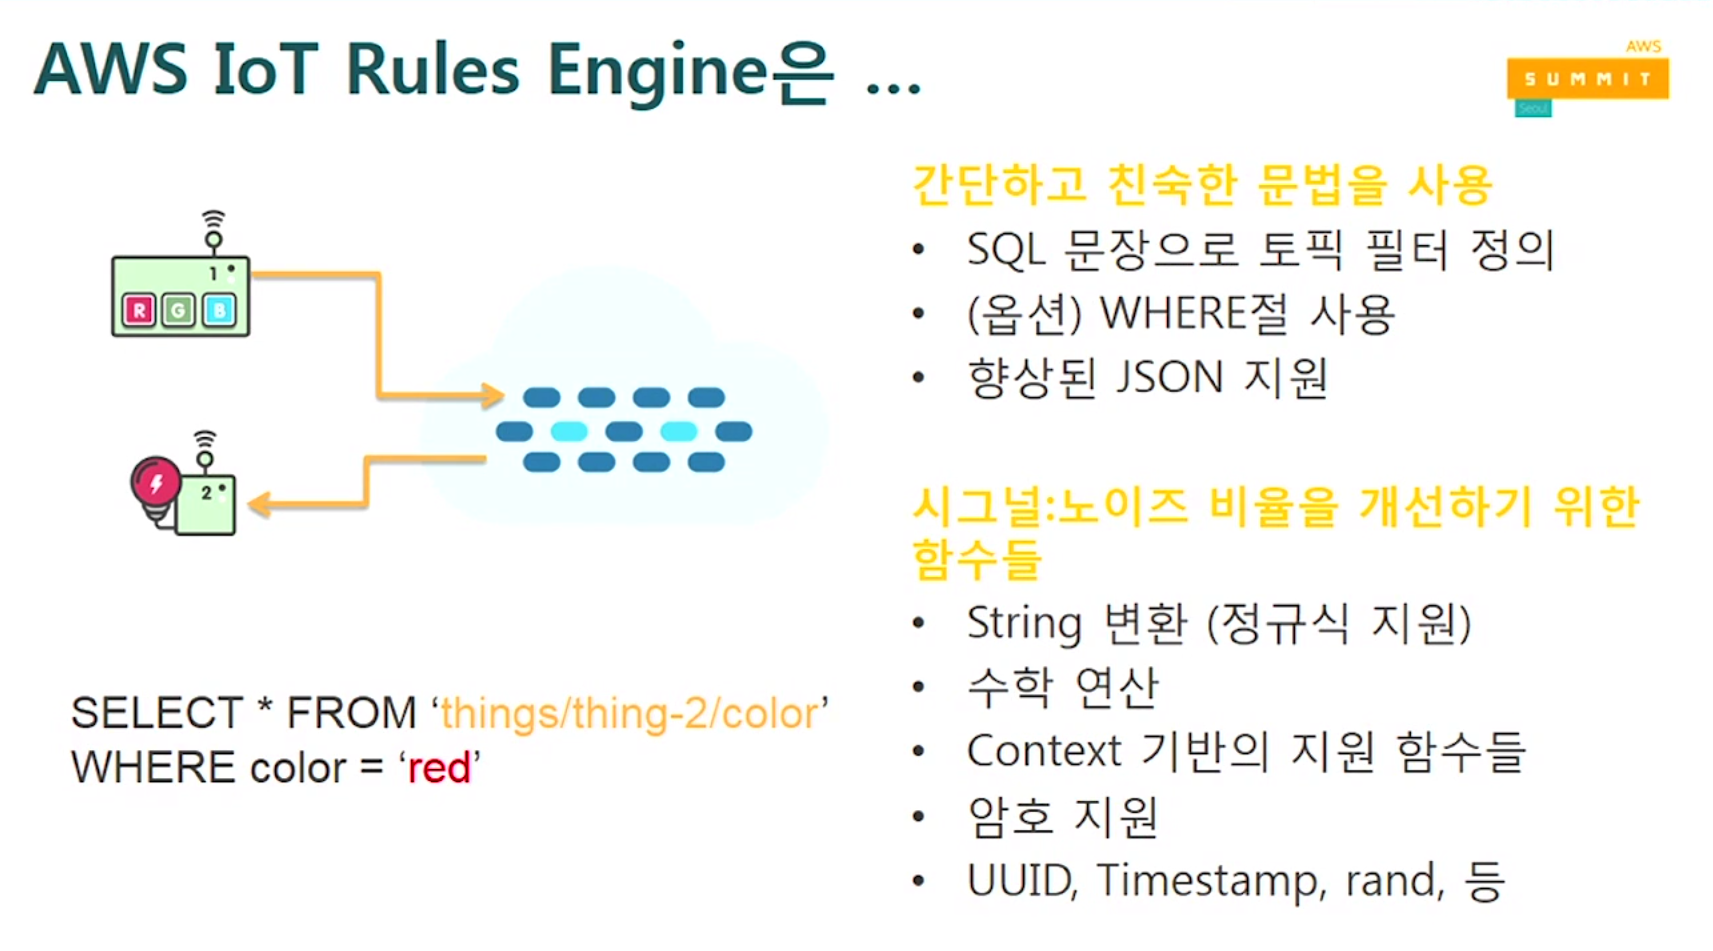 AWS IoT Rules Engine은 ...
AWS
SUMMIT
Seoul
1
R G B
2
SELECT * FROM ‘things/thing-2/color’
WHERE color = ‘red’
간단하고 친숙한 문법을 사용
• SQL 문장으로 토픽 필터 정의
• (옵션) WHERE절 사용
• 향상된 JSON 지원
시그널:노이즈 비율을 개선하기 위한
함수들
• String 변환 (정규식 지원)
• 수학 연산
• Context 기반의 지원 함수들
• 암호 지원
• UUID, Timestamp, rand, 등